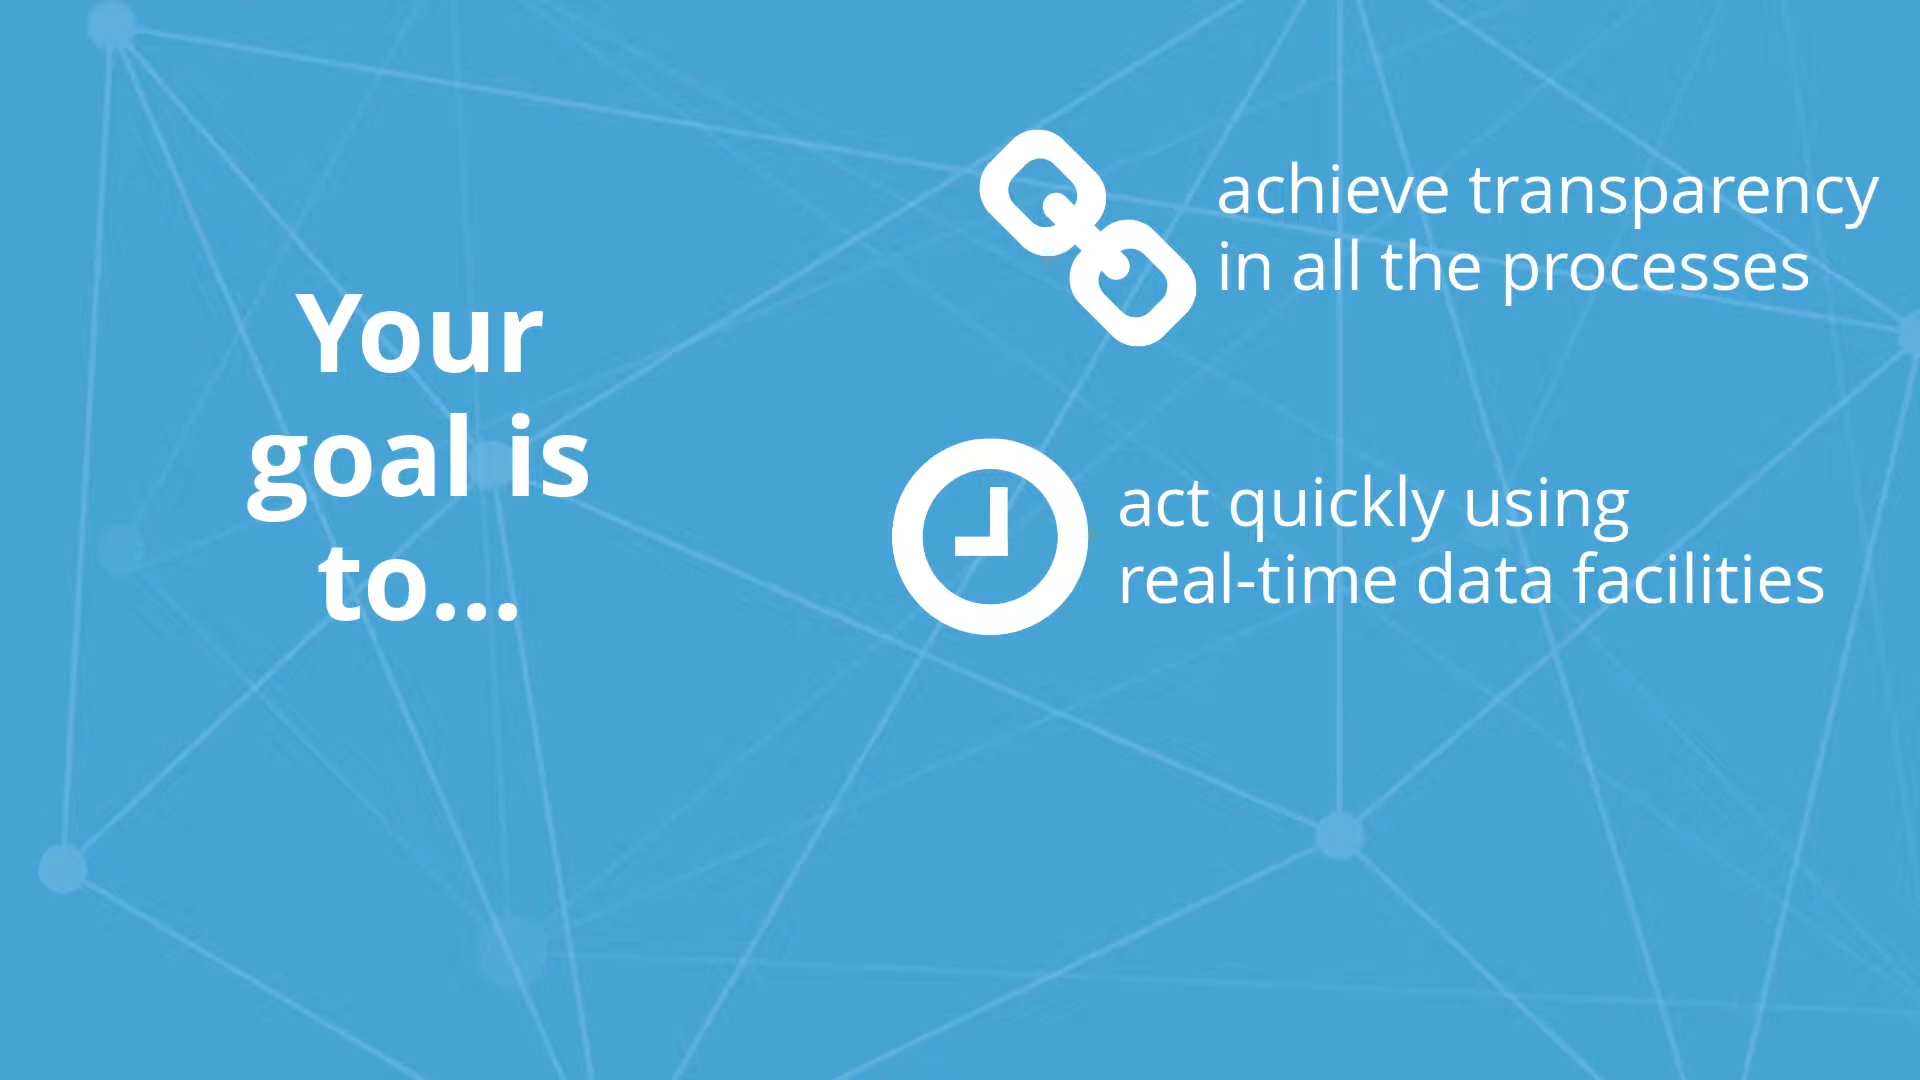 Your
goal is
to...
achieve transparency
in all the processes
act quickly using
real-time data facilities